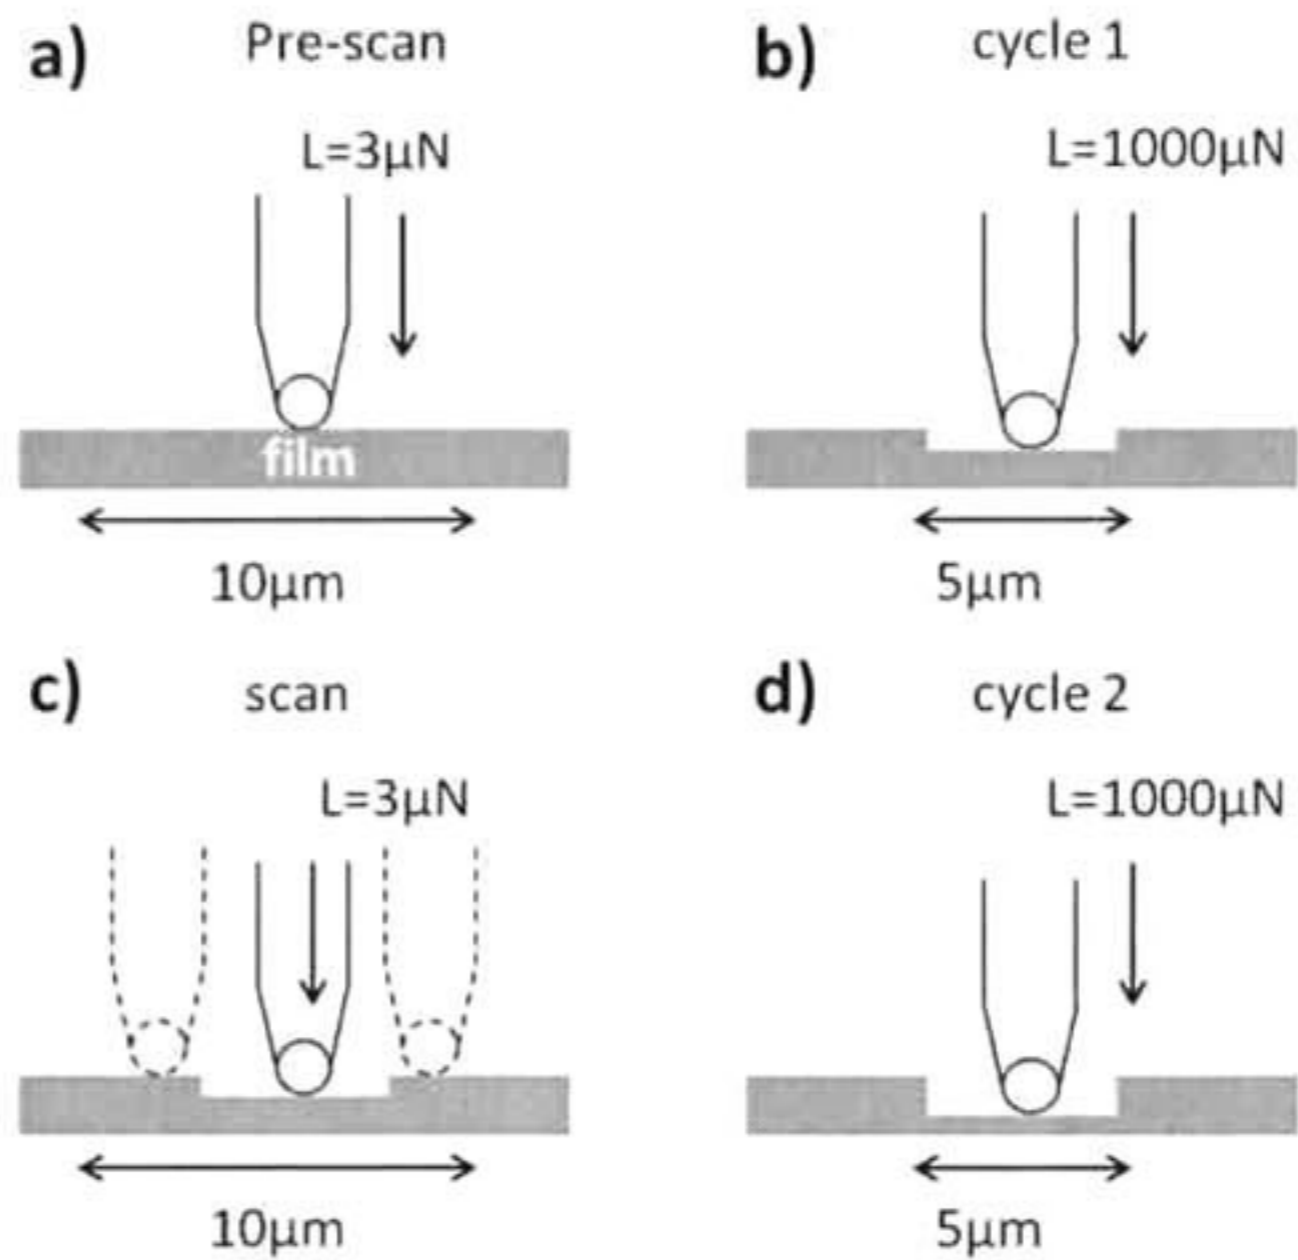 a) Pre-scan
L=3μN
film
10μm
b) cycle 1
L=1000μN
5μm
c) scan
L=3μN
10μm
d) cycle 2
L=1000μN
5μm